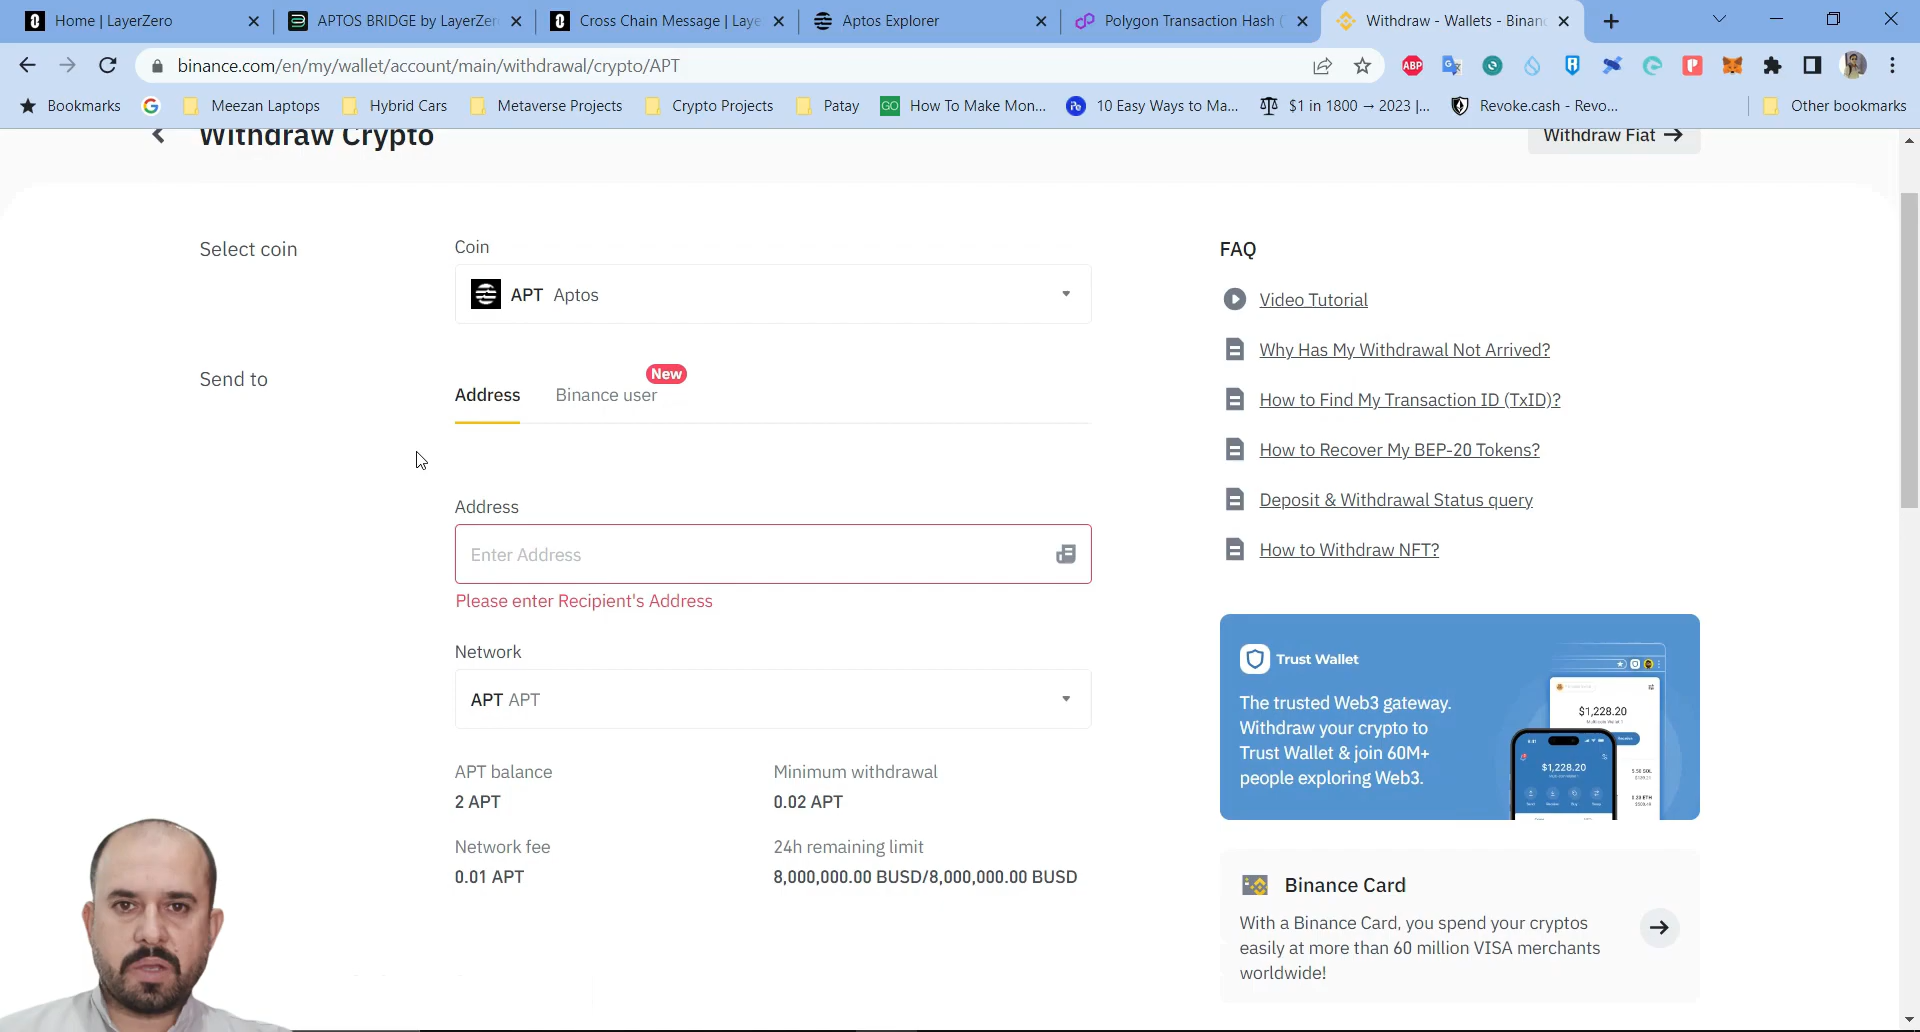 Home | LayerZero
APTOS BRIDGE by LayerZer
Cross Chain Message | Laye
Aptos Explorer
Polygon Transaction Hash (
Withdraw - Wallets - Binan
binance.com/en/my/wallet/account/main/withdrawal/crypto/APT
ABP
Bookmarks
Meezan Laptops
Hybrid Cars
Metaverse Projects
Crypto Projects
Patay
GO How To Make Mon...
10 Easy Ways to Ma...
$1 in 1800 → 2023 |...
Revoke.cash - Revo...
Other bookmarks
Withdraw Crypto
Withdraw Fiat →
Select coin
Coin
APT Aptos
Send to
Address
Binance user
New
Address
Enter Address
Please enter Recipient's Address
Network
APT APT
APT balance
2 APT
Minimum withdrawal
0.02 APT
Network fee
0.01 APT
24h remaining limit
8,000,000.00 BUSD/8,000,000.00 BUSD
FAQ
Video Tutorial
Why Has My Withdrawal Not Arrived?
How to Find My Transaction ID (TxID)?
How to Recover My BEP-20 Tokens?
Deposit & Withdrawal Status query
How to Withdraw NFT?
Trust Wallet
The trusted Web3 gateway.
Withdraw your crypto to
Trust Wallet & join 60M+
people exploring Web3.
$1,228.20
$1,228.20
Binance Card
With a Binance Card, you spend your cryptos
easily at more than 60 million VISA merchants
worldwide!